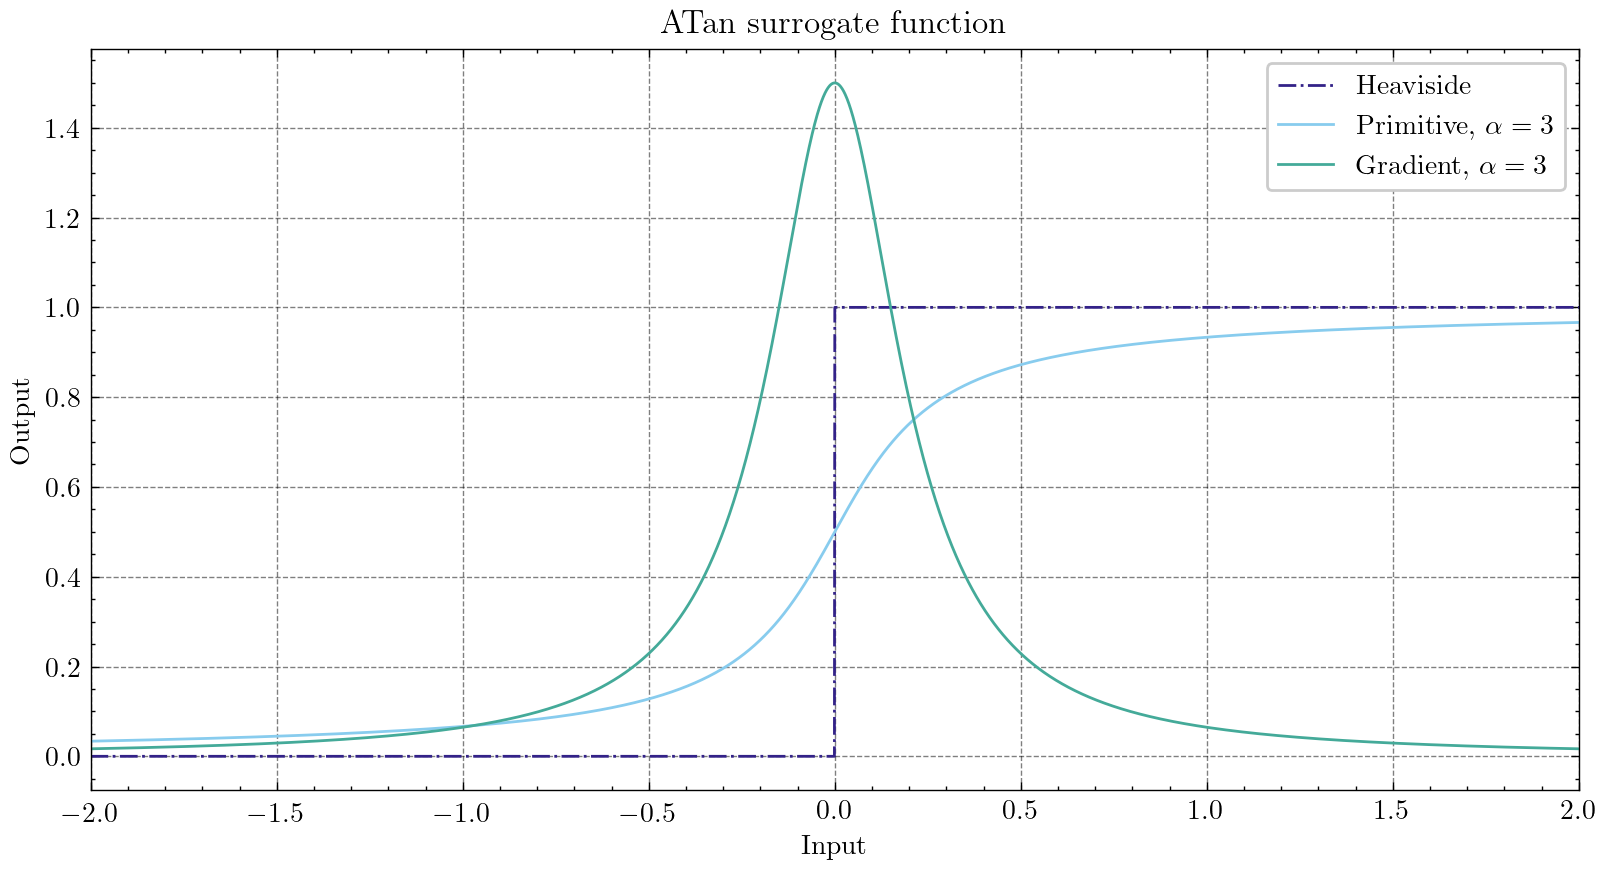 ATan surrogate function
Heaviside
Primitive, α = 3
Gradient, α = 3
1.4
1.2
1.0
0.8
0.6
0.4
0.2
0.0
Output
−2.0 −1.5 −1.0 −0.5 0.0 0.5 1.0 1.5 2.0
Input